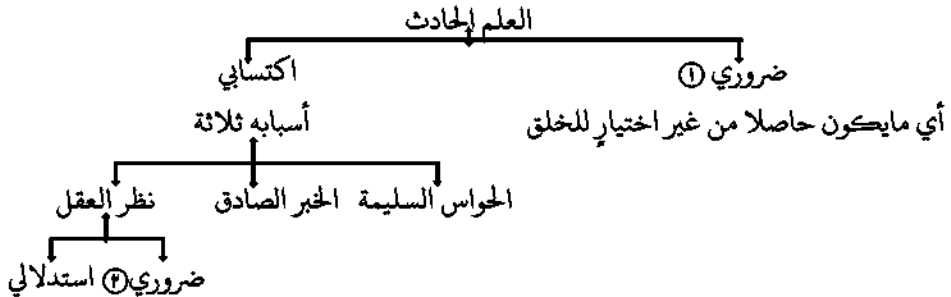 العلم الحادث
ضروري ① اكتسابي
أي مايكون حاصلا من غير اختيارٍ للخلق أسبابه ثلاثة
الحواس السليمة الخبر الصادق نظر العقل
ضروري② استدلالي